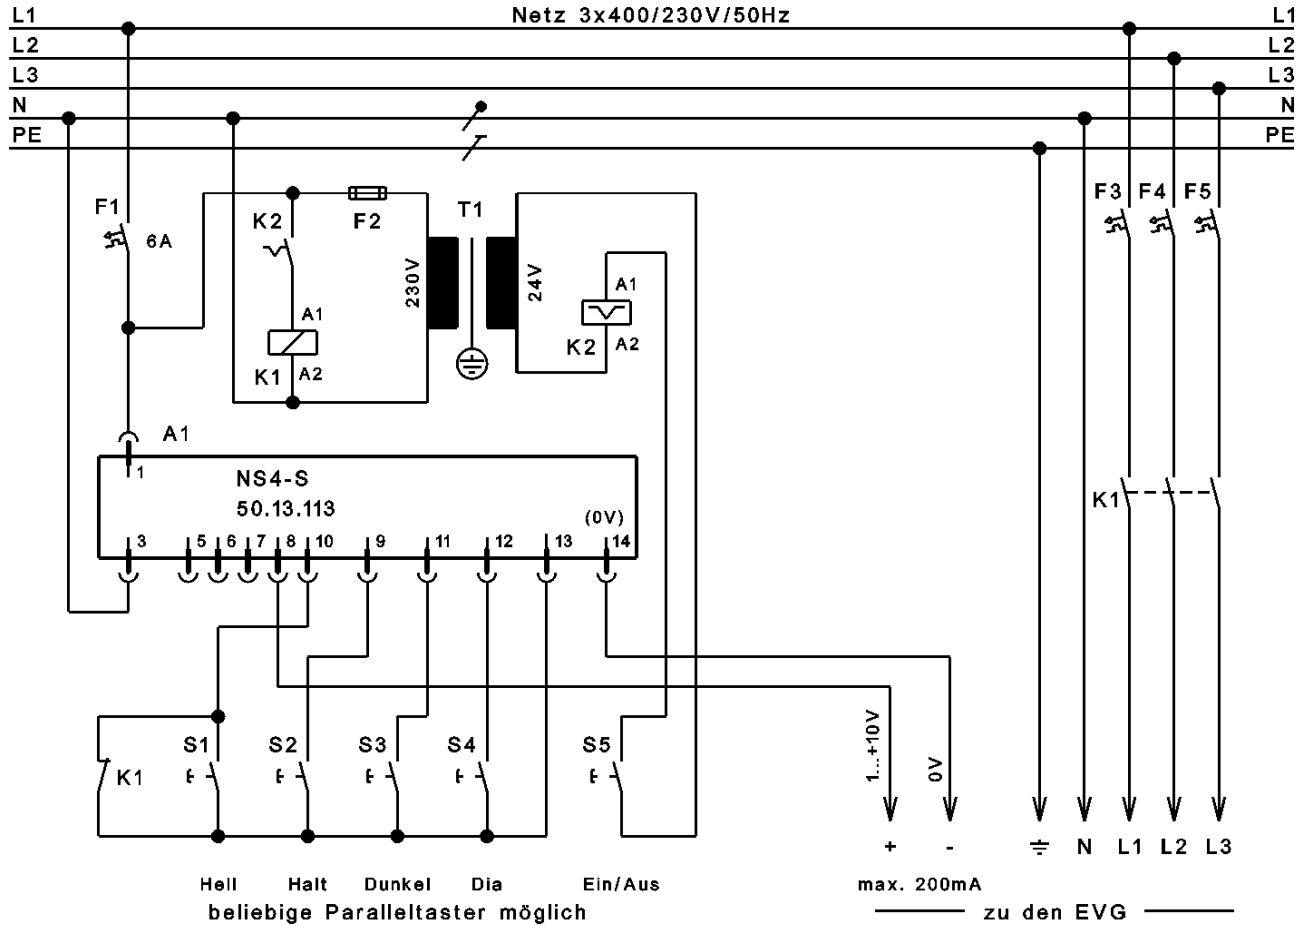 L1 Netz 3x400/230V/50Hz L1
L2 L2
L3 L3
N N
PE PE
F1 6A
K2 F2 T1
F3 F4 F5
230V 24V
A1
K1 A2
A1
K2 A2
A1
1
NS4-S
50.13.113
(0V)
3 5 6 7 8 10 9 11 12 13 14
K1
K1 S1 S2 S3 S4 S5
1...+10V 0V
+ - N L1 L2 L3
Hell Halt Dunkel Dia Ein/Aus max. 200mA
beliebige Paralleltaster möglich zu den EVG